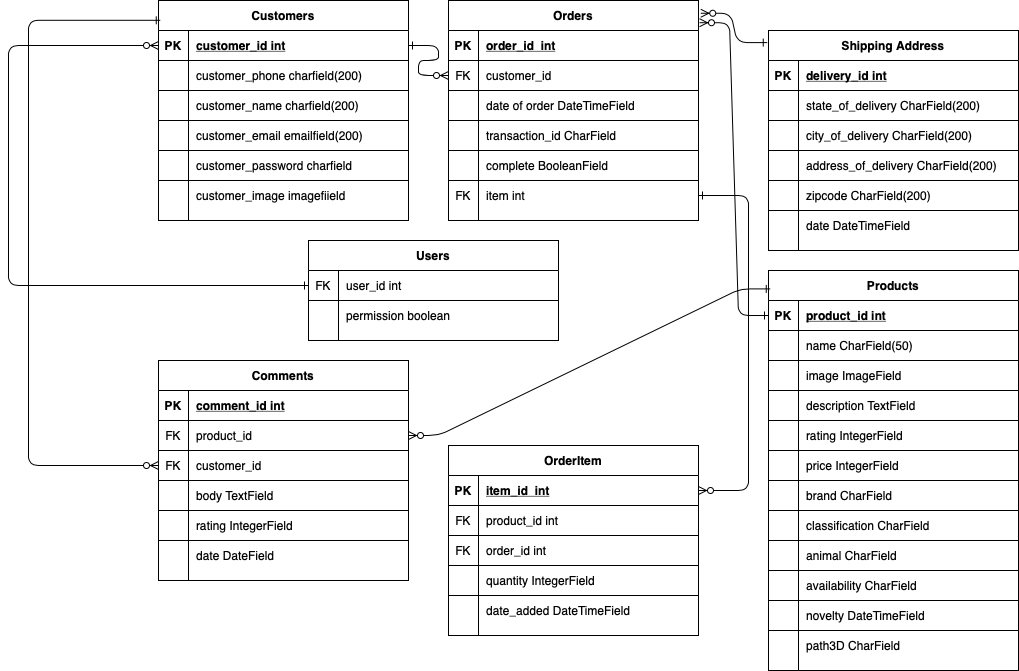 Customers
PK customer_id int
customer_phone charfield(200)
customer_name charfield(200)
customer_email emailfield(200)
customer_password charfield
customer_image imagefiield
Orders
PK order_id int
FK customer_id
date of order DateTimeField
transaction_id CharField
complete BooleanField
FK item int
Shipping Address
PK delivery_id int
state_of_delivery CharField(200)
city_of_delivery CharField(200)
address_of_delivery CharField(200)
zipcode CharField(200)
date DateTimeField
Users
FK user_id int
permission boolean
Products
PK product_id int
name CharField(50)
image ImageField
description TextField
rating IntegerField
price IntegerField
brand CharField
classification CharField
animal CharField
availability CharField
novelty DateTimeField
path3D CharField
Comments
PK comment_id int
FK product_id
FK customer_id
body TextField
rating IntegerField
date DateField
OrderItem
PK item_id int
FK product_id int
FK order_id int
quantity IntegerField
date_added DateTimeField